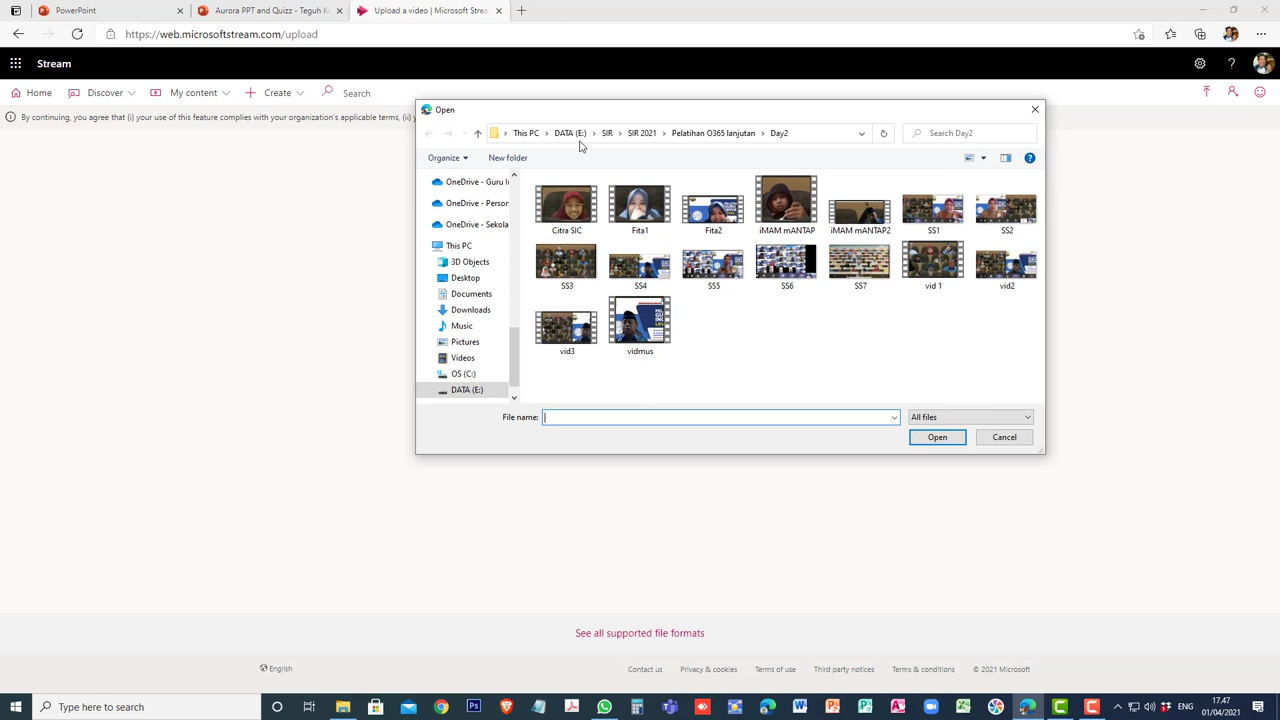 PowerPoint
Aurora PPT and Quizz - Teguh Ka
Upload a video | Microsoft Stream
https://web.microsoftstream.com/upload
Stream
Home
Discover
My content
Create
Search
By continuing, you agree that (i) your use of this feature complies with your organization's applicable terms, (ii) y
Open
This PC > DATA (E:) > SIR > SIR 2021 > Pelatihan O365 lanjutan > Day2
Search Day2
Organize
New folder
OneDrive - Guru In
OneDrive - Person
OneDrive - Sekola
This PC
3D Objects
Desktop
Documents
Downloads
Music
Pictures
Videos
OS (C:)
DATA (E:)
Citra SIC
Fita1
Fita2
iMAM mANTAP
iMAM mANTAP2
SS1
SS2
SS3
SS4
SS5
SS6
SS7
vid 1
vid2
vid3
vidmus
File name:
All files
Open
Cancel
See all supported file formats
English
Contact us
Privacy & cookies
Terms of use
Third party notices
Terms & conditions
© 2021 Microsoft
Type here to search
ENG
17.47
01/04/2021